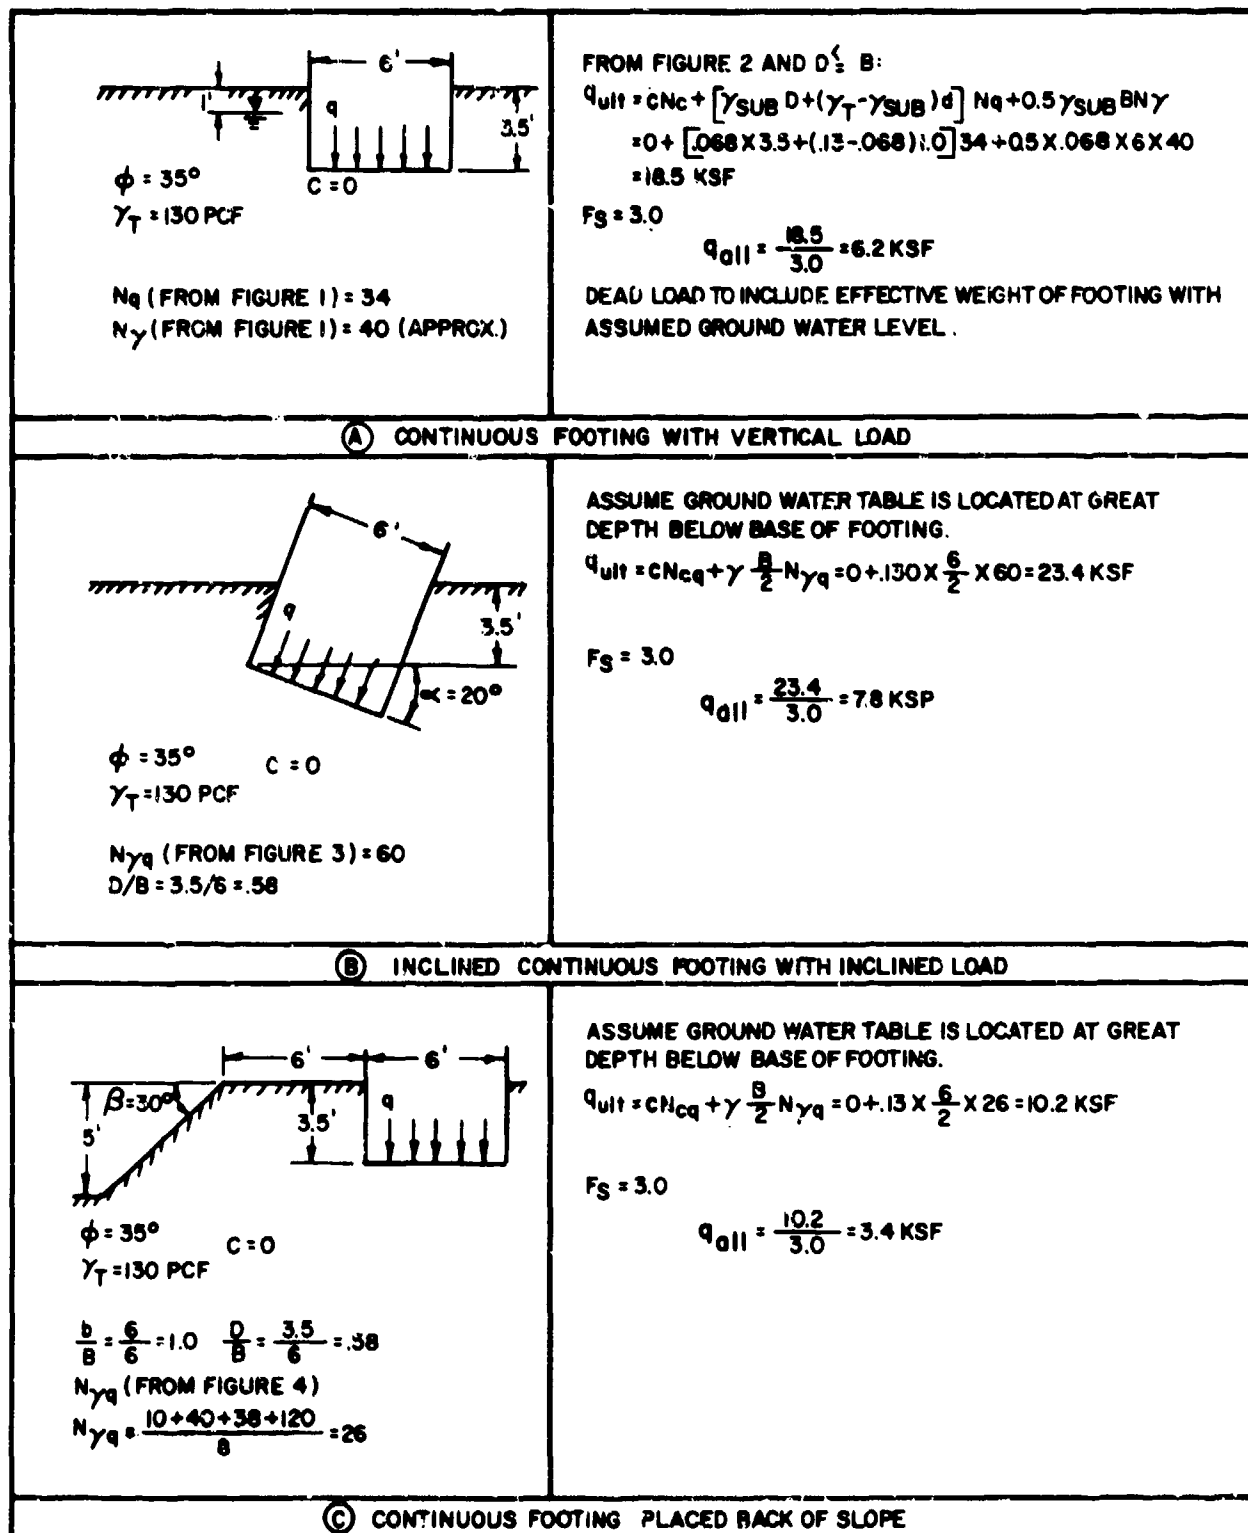 6'
1'
q
3.5'
φ = 35°
C = 0
γT = 130 PCF
Nq (FROM FIGURE 1) = 34
Nγ (FROM FIGURE 1) = 40 (APPROX.)
FROM FIGURE 2 AND D ≤ B:
qult = CNc + [γSUB D + (γT - γSUB) d] Nq + 0.5 γSUB BNγ
= 0 + [.068 X 3.5 + (.13 - .068) 1.0] 34 + 0.5 X .068 X 6 X 40
= 18.5 KSF
FS = 3.0
qall = 18.5 / 3.0 = 6.2 KSF
DEAD LOAD TO INCLUDE EFFECTIVE WEIGHT OF FOOTING WITH
ASSUMED GROUND WATER LEVEL.
(A) CONTINUOUS FOOTING WITH VERTICAL LOAD
6'
q
3.5'
∝ = 20°
φ = 35°
C = 0
γT = 130 PCF
Nγq (FROM FIGURE 3) = 60
D/B = 3.5/6 = .58
ASSUME GROUND WATER TABLE IS LOCATED AT GREAT
DEPTH BELOW BASE OF FOOTING.
qult = CNcq + γ B/2 Nγq = 0 + .130 X 6/2 X 60 = 23.4 KSF
FS = 3.0
qall = 23.4 / 3.0 = 7.8 KSP
(B) INCLINED CONTINUOUS FOOTING WITH INCLINED LOAD
6'
6'
β = 30°
5'
3.5'
q
φ = 35°
C = 0
γT = 130 PCF
b/B = 6/6 = 1.0 D/B = 3.5/6 = .58
Nγq (FROM FIGURE 4)
Nγq = 10 + 40 + 38 + 120 / 8 = 26
ASSUME GROUND WATER TABLE IS LOCATED AT GREAT
DEPTH BELOW BASE OF FOOTING.
qult = CNcq + γ B/2 Nγq = 0 + .13 X 6/2 X 26 = 10.2 KSF
FS = 3.0
qall = 10.2 / 3.0 = 3.4 KSF
(C) CONTINUOUS FOOTING PLACED BACK OF SLOPE